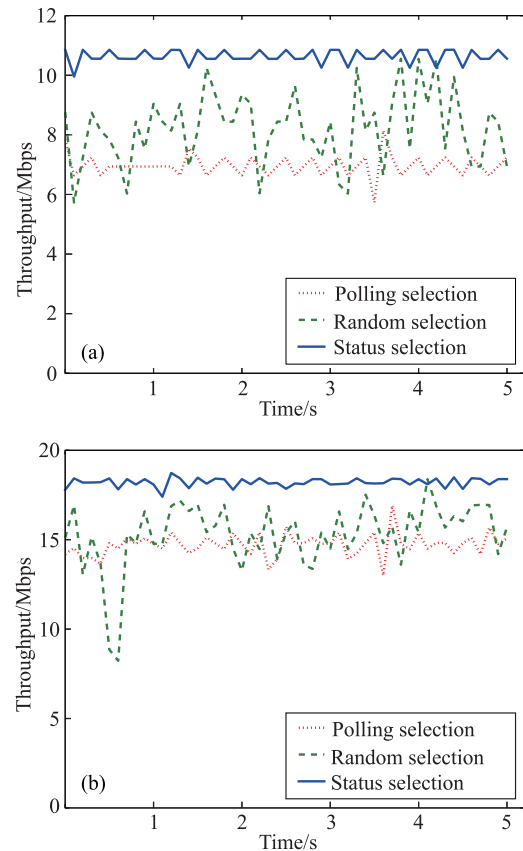 12
10
8
6
4
2
0
Throughput/Mbps
Polling selection
Random selection
Status selection
(a)
1 2 3 4 5
Time/s
20
15
10
5
0
Throughput/Mbps
Polling selection
Random selection
Status selection
(b)
1 2 3 4 5
Time/s